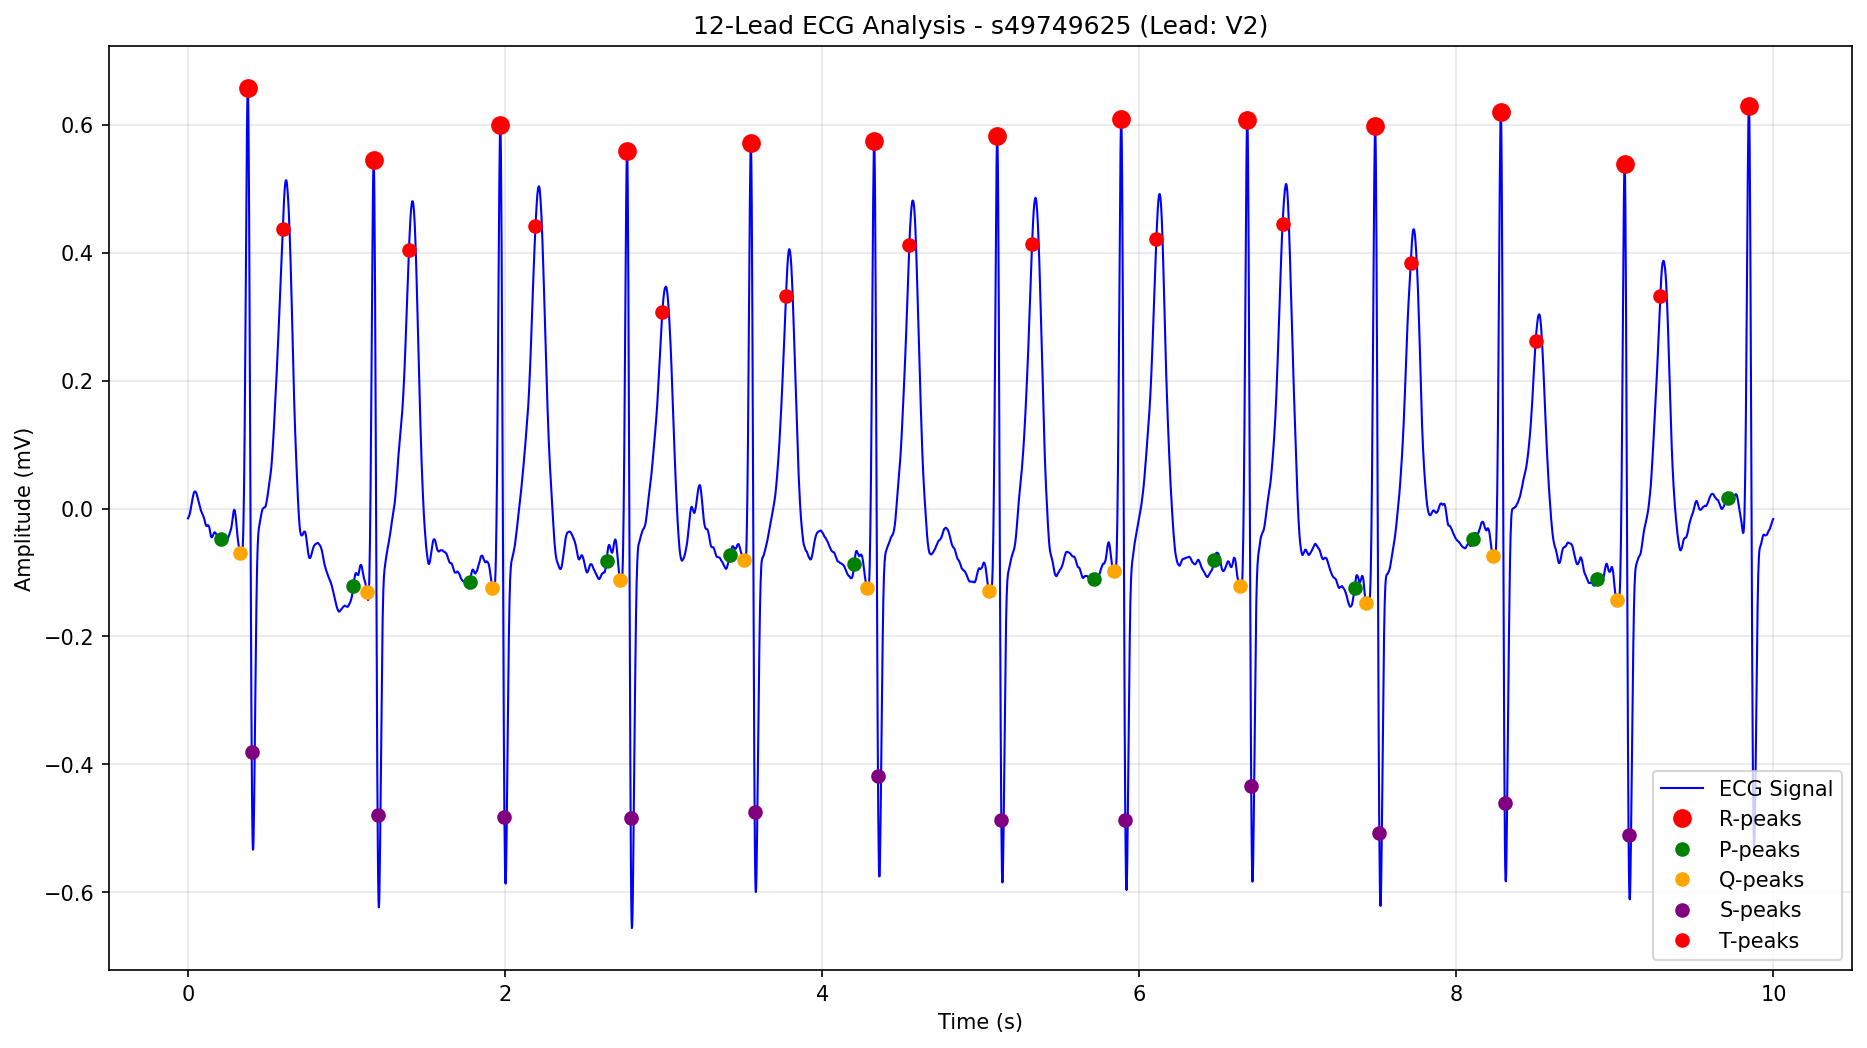 12-Lead ECG Analysis - s49749625 (Lead: V2)
Amplitude (mV)
0.6
0.4
0.2
0.0
−0.2
−0.4
−0.6
ECG Signal
R-peaks
P-peaks
Q-peaks
S-peaks
T-peaks
0 2 4 6 8 10
Time (s)